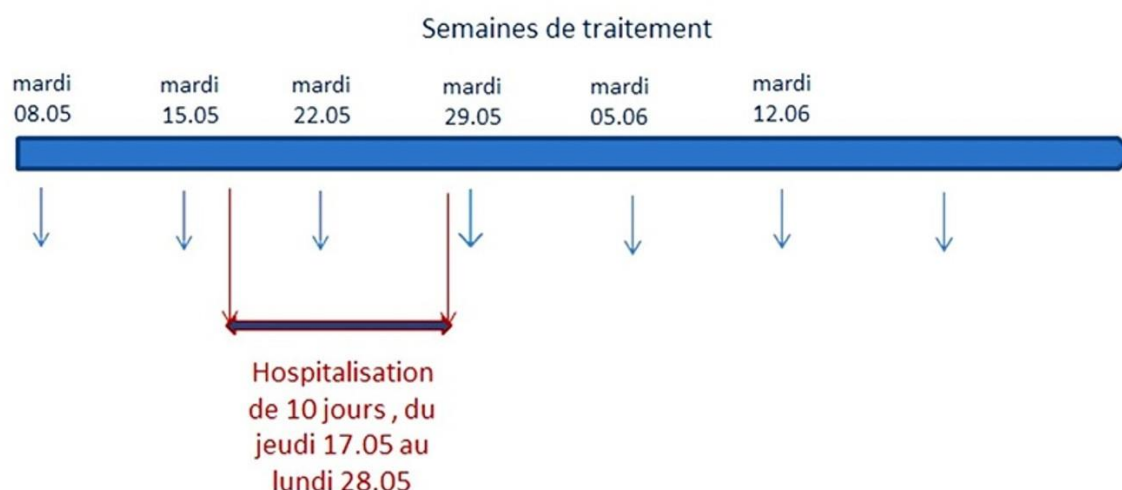 Semaines de traitement
mardi mardi mardi mardi mardi mardi
08.05 15.05 22.05 29.05 05.06 12.06
Hospitalisation
de 10 jours , du
jeudi 17.05 au
lundi 28.05